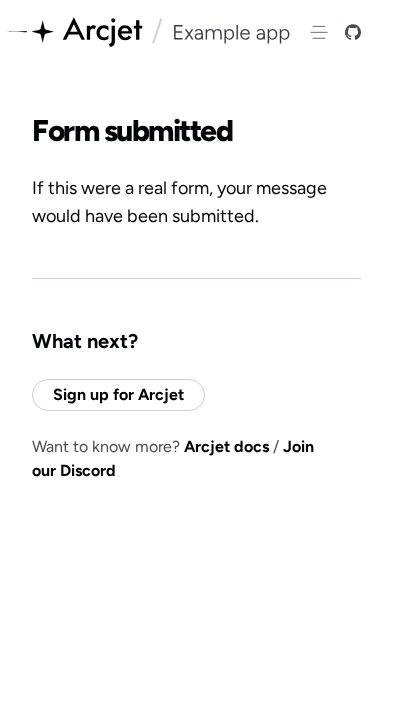 Arcjet / Example app
Form submitted
If this were a real form, your message
would have been submitted.
What next?
Sign up for Arcjet
Want to know more? Arcjet docs / Join
our Discord